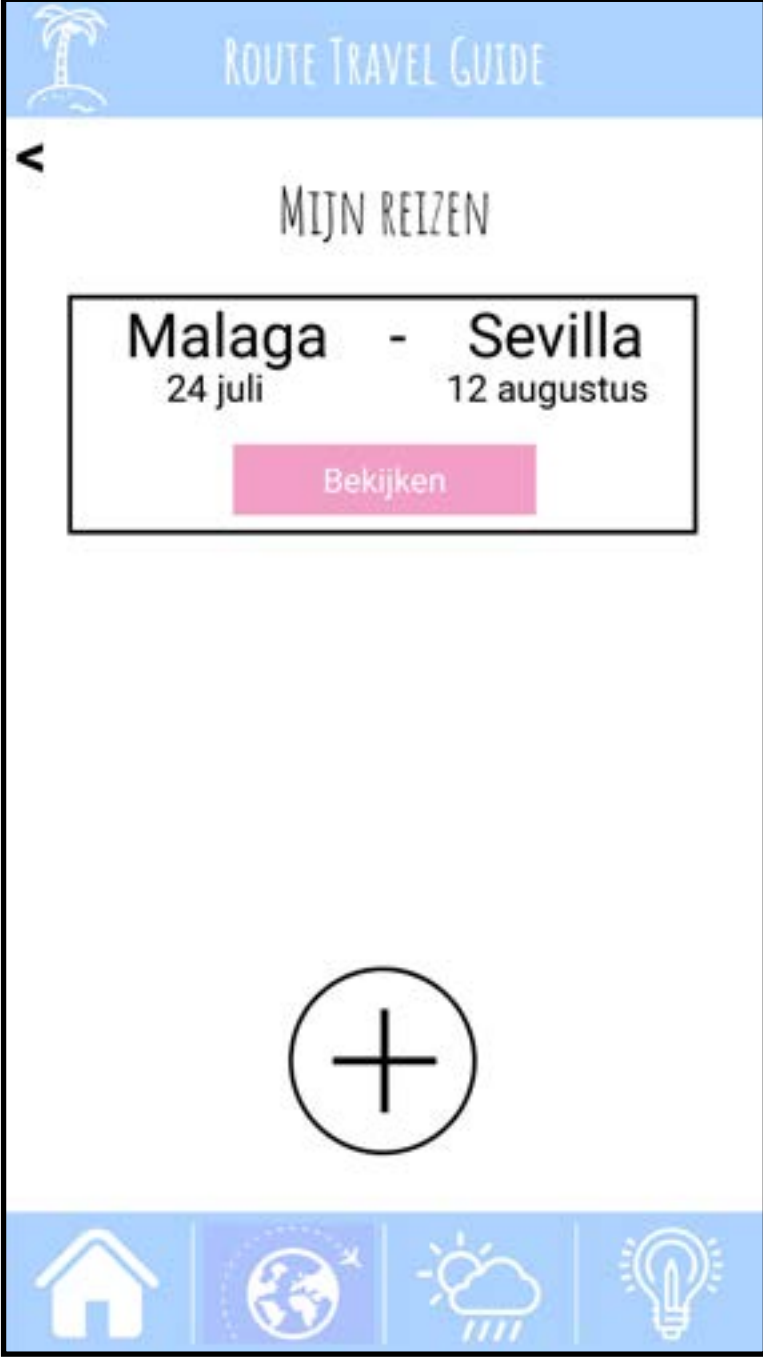 Route Travel Guide
<
Mijn reizen
Malaga - Sevilla
24 juli 12 augustus
Bekijken